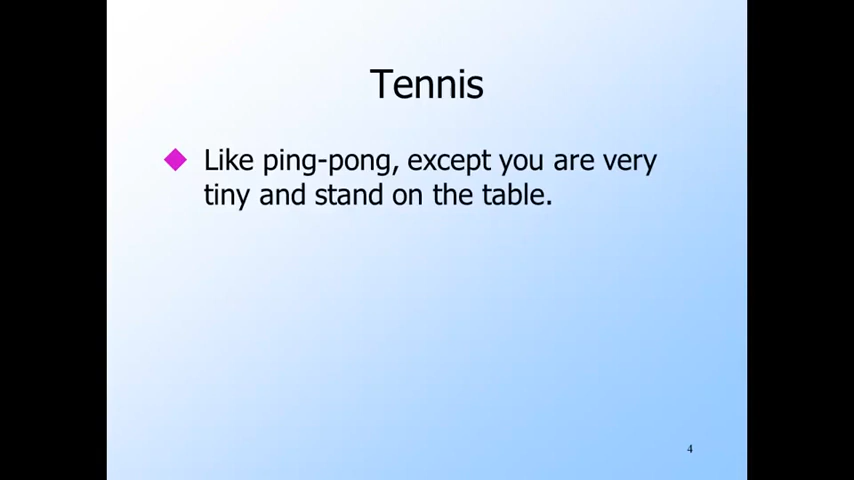 Tennis
Like ping-pong, except you are very
tiny and stand on the table.
4